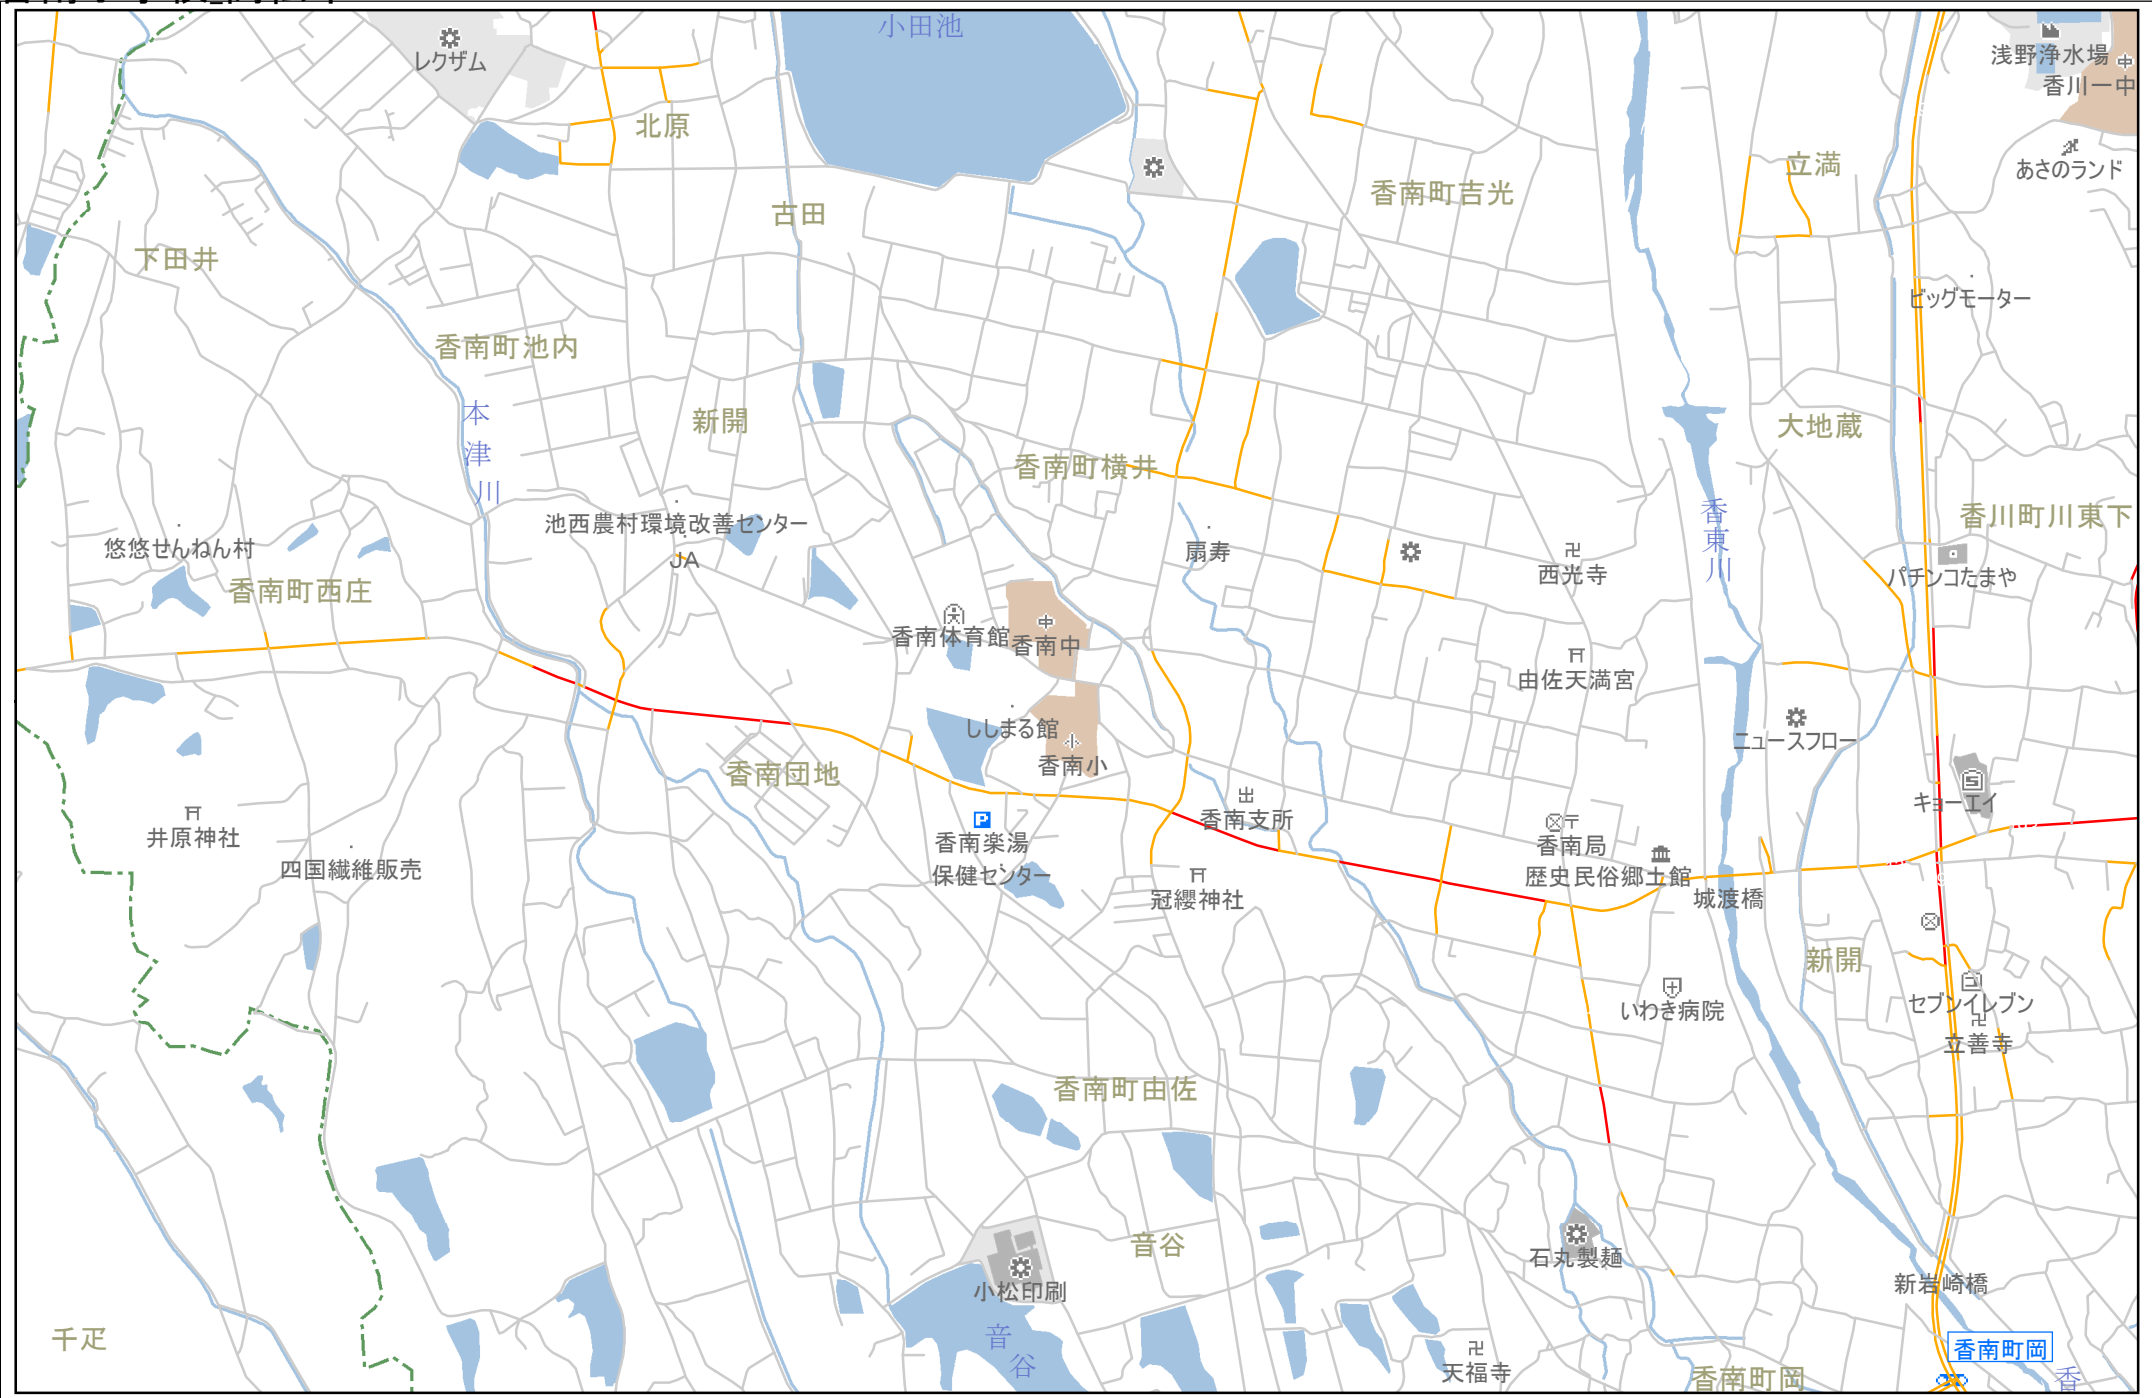 小田池
レクザム
浅野浄水場
香川一中
北原
立満
あさのランド
香南町吉光
古田
下田井
ビッグモーター
香南町池内
本津川
新開
大地蔵
香南町横井
香川町川東下
池西農村環境改善センター
JA
悠悠せんねん村
扇寿
香東川
西光寺
パチンコたまや
香南町西庄
香南体育館
香南中
由佐天満宮
ししまる館
ニュースフロー
香南小
香南団地
キョーエイ
井原神社
香南支所
香南楽湯
香南局
四国繊維販売
保健センター
歴史民俗郷土館
冠纓神社
城渡橋
新開
いわき病院
セブンイレブン
立善寺
香南町由佐
音谷
石丸製麺
小松印刷
新岩崎橋
千疋
音谷
香南町岡
天福寺
香南町岡
香